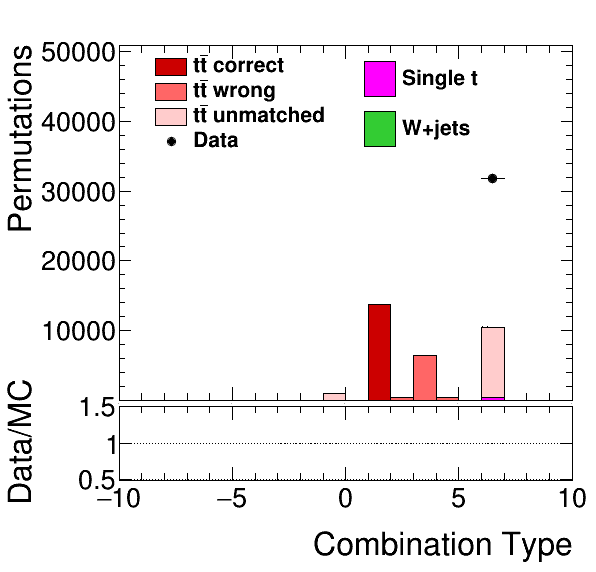 50000
40000
30000
20000
10000
Permutations
tt̄ correct
tt̄ wrong
tt̄ unmatched
Data
Single t
W+jets
1.5
1
0.5
Data/MC
−10
−5
0
5
10
Combination Type